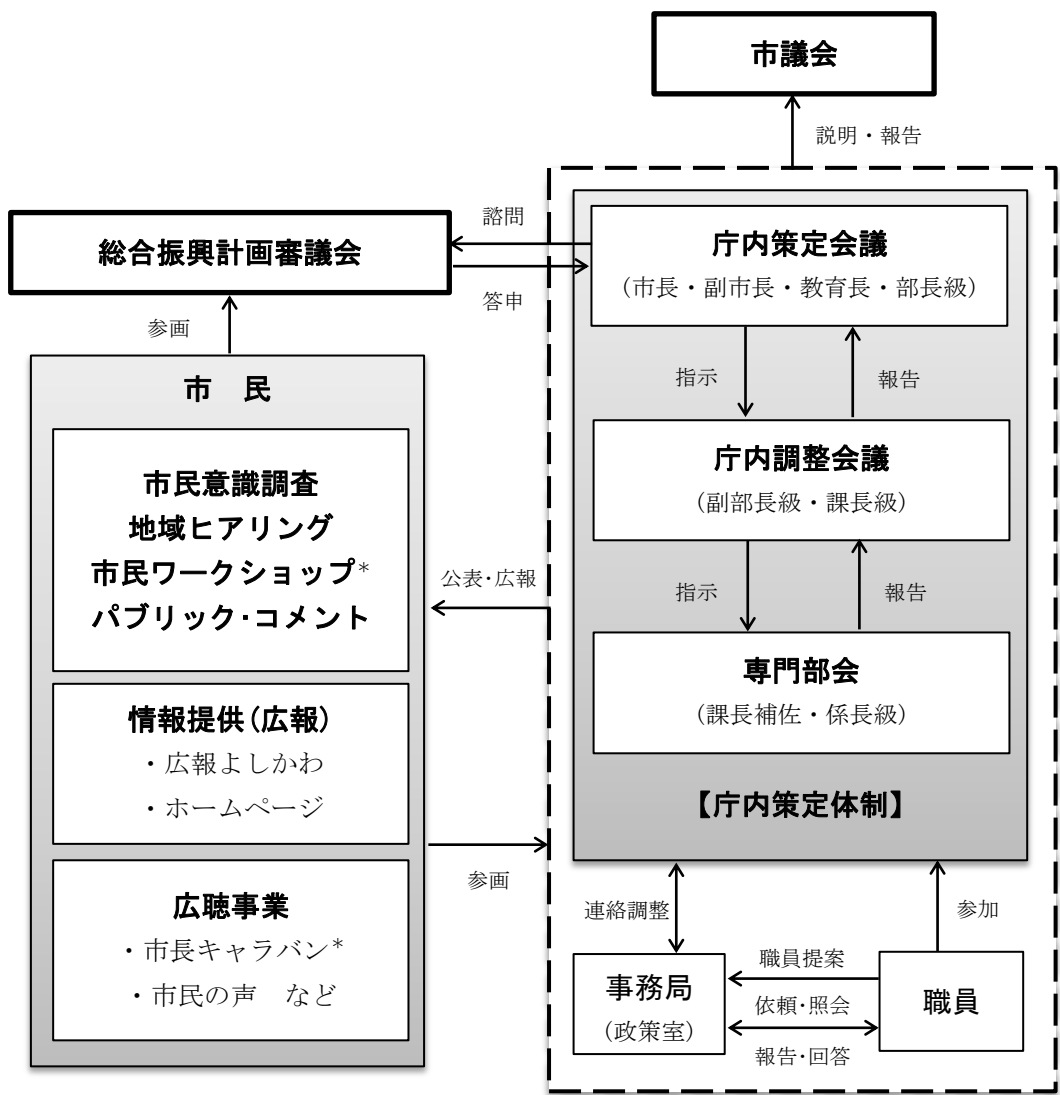 市議会
説明・報告
諮問
総合振興計画審議会
答申
庁内策定会議
(市長・副市長・教育長・部長級)
参画
指示
報告
市　民
市民意識調査
地域ヒアリング
市民ワークショップ*
パブリック・コメント
庁内調整会議
(副部長級・課長級)
公表・広報
指示
報告
専門部会
(課長補佐・係長級)
情報提供(広報)
・広報よしかわ
・ホームページ
【庁内策定体制】
参画
広聴事業
・市長キャラバン*
・市民の声　など
連絡調整
参加
事務局
(政策室)
職員提案
依頼・照会
報告・回答
職員